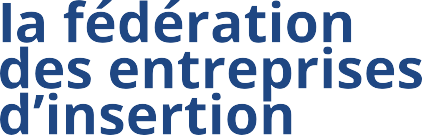 la fédération
des entreprises
d’insertion